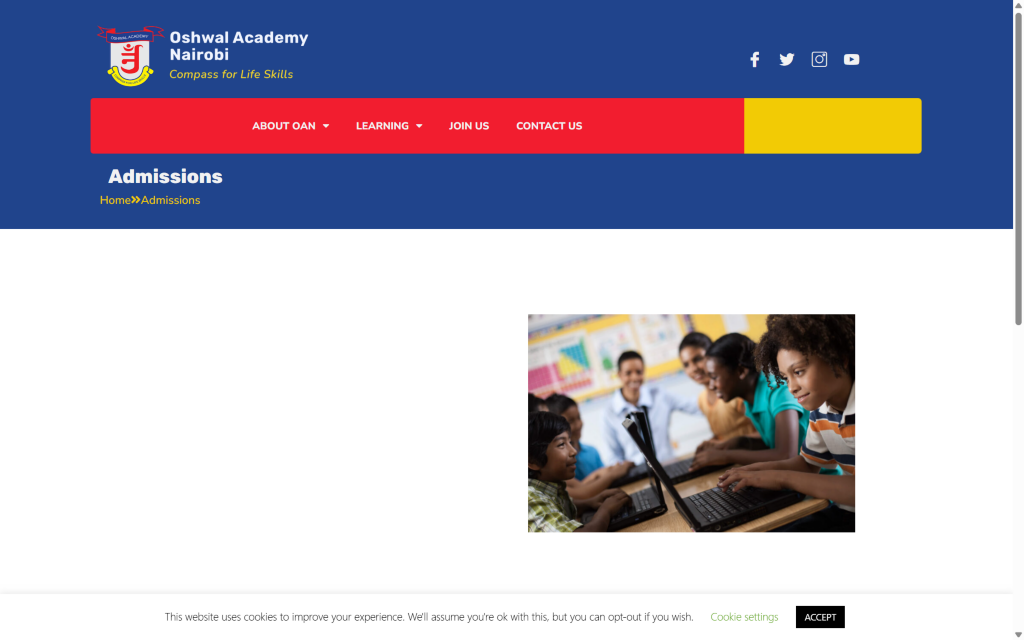 OSHWAL ACADEMY
Oshwal Academy
Nairobi
Compass for Life Skills
ABOUT OAN
LEARNING
JOIN US
CONTACT US
Admissions
Home»Admissions
This website uses cookies to improve your experience. We'll assume you're ok with this, but you can opt-out if you wish.
Cookie settings
ACCEPT